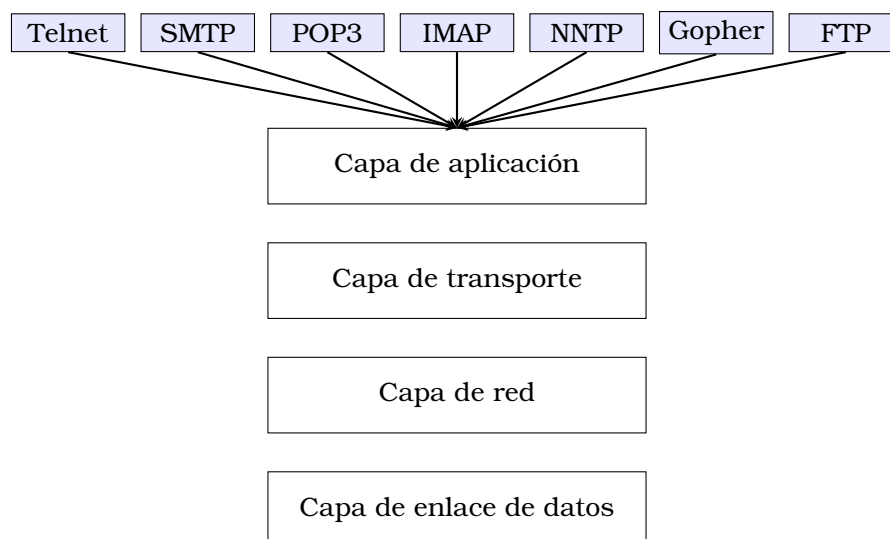 Telnet SMTP POP3 IMAP NNTP Gopher FTP
Capa de aplicación
Capa de transporte
Capa de red
Capa de enlace de datos